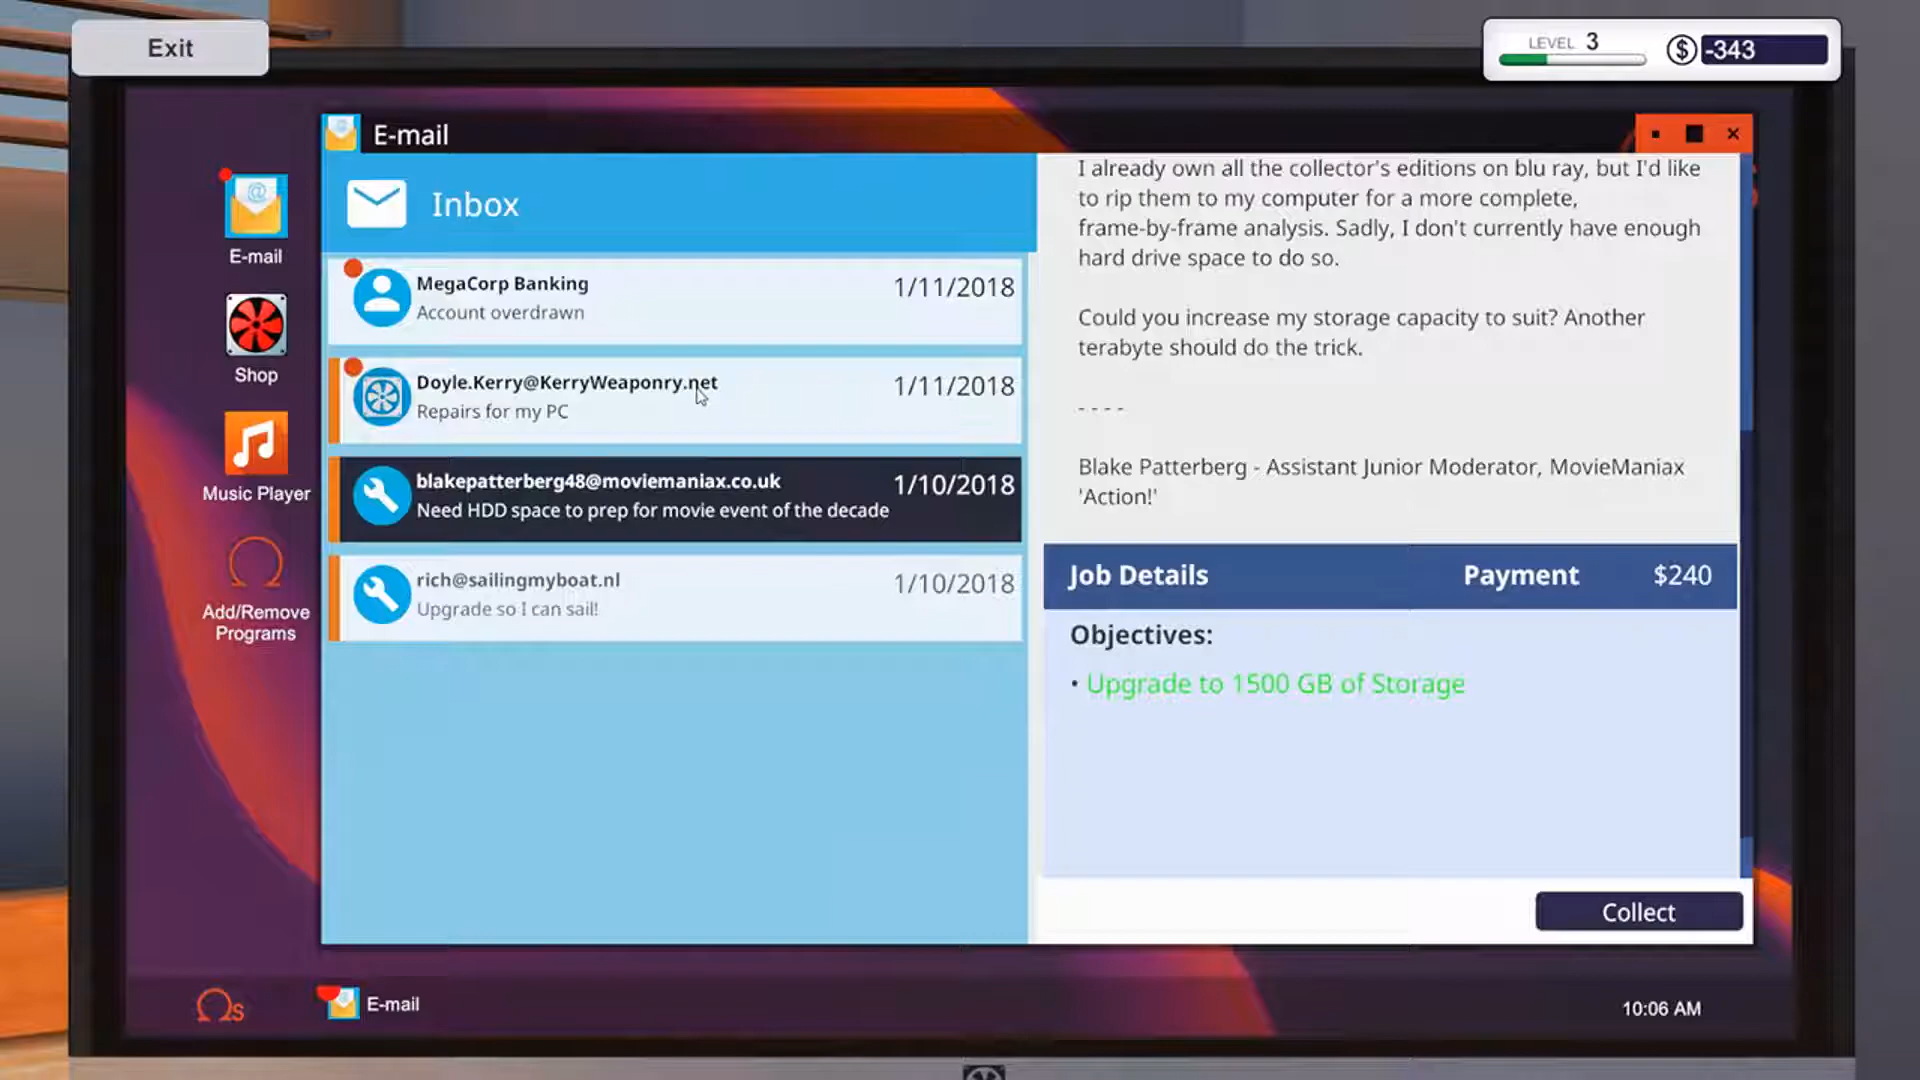 Exit
LEVEL 3
$ -343
E-mail
E-mail
Shop
Music Player
Add/Remove
Programs
Inbox
MegaCorp Banking
1/11/2018
Account overdrawn
Doyle.Kerry@KerryWeaponry.net
1/11/2018
Repairs for my PC
blakepatterberg48@moviemaniax.co.uk
1/10/2018
Need HDD space to prep for movie event of the decade
rich@sailingmyboat.nl
1/10/2018
Upgrade so I can sail!
I already own all the collector's editions on blu ray, but I'd like
to rip them to my computer for a more complete,
frame-by-frame analysis. Sadly, I don't currently have enough
hard drive space to do so.
Could you increase my storage capacity to suit? Another
terabyte should do the trick.
- - - -
Blake Patterberg - Assistant Junior Moderator, MovieManiax
'Action!'
Job Details
Payment
$240
Objectives:
• Upgrade to 1500 GB of Storage
Collect
Ωs
E-mail
10:06 AM